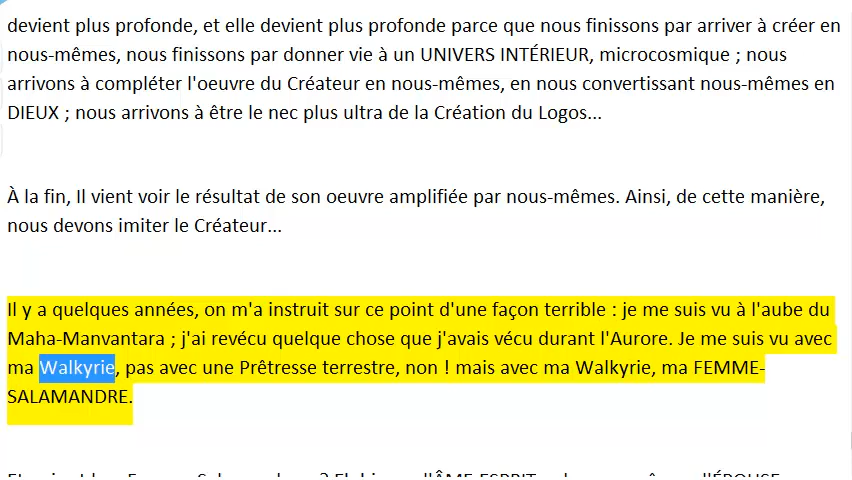 devient plus profonde, et elle devient plus profonde parce que nous finissons par arriver à créer en
nous-mêmes, nous finissons par donner vie à un UNIVERS INTÉRIEUR, microcosmique ; nous
arrivons à compléter l'oeuvre du Créateur en nous-mêmes, en nous convertissant nous-mêmes en
DIEUX ; nous arrivons à être le nec plus ultra de la Création du Logos...
À la fin, Il vient voir le résultat de son oeuvre amplifiée par nous-mêmes. Ainsi, de cette manière,
nous devons imiter le Créateur...
Il y a quelques années, on m'a instruit sur ce point d'une façon terrible : je me suis vu à l'aube du
Maha-Manvantara ; j'ai revécu quelque chose que j'avais vécu durant l'Aurore. Je me suis vu avec
ma Walkyrie, pas avec une Prêtresse terrestre, non ! mais avec ma Walkyrie, ma FEMME-
SALAMANDRE.